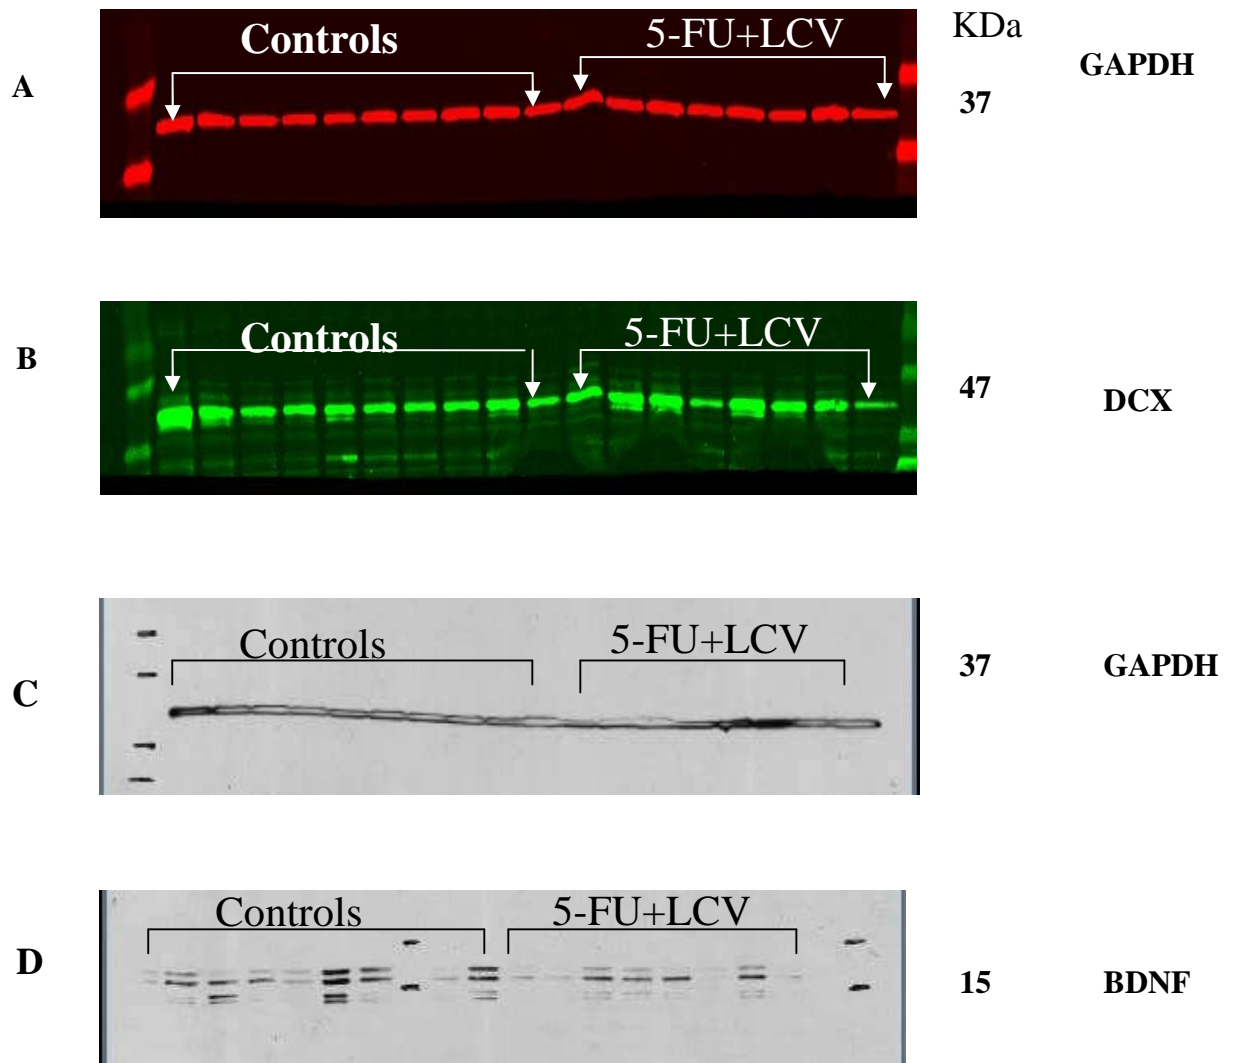 KDa
A
Controls
5-FU+LCV
37
GAPDH
B
Controls
5-FU+LCV
47
DCX
C
Controls
5-FU+LCV
37
GAPDH
D
Controls
5-FU+LCV
15
BDNF